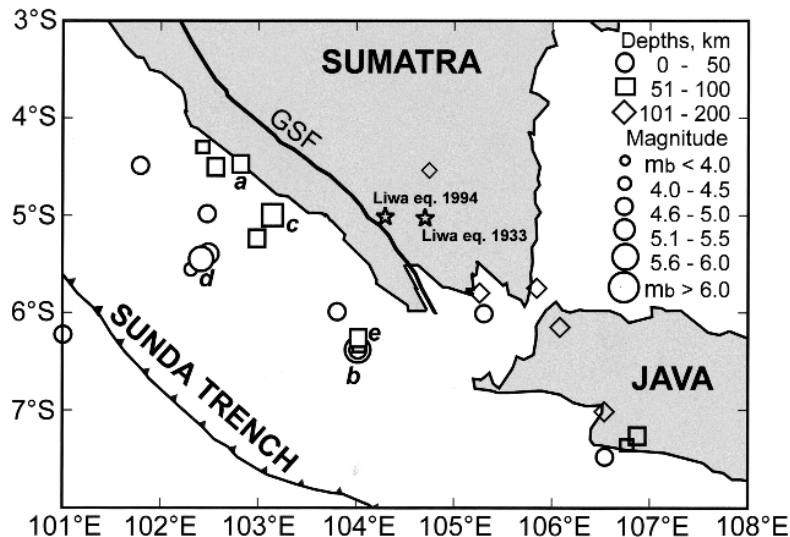 3°S
4°S
5°S
6°S
7°S
101°E 102°E 103°E 104°E 105°E 106°E 107°E 108°E
SUMATRA
GSF
Liwa eq. 1994
Liwa eq. 1933
a
c
d
e
b
SUNDA TRENCH
JAVA
Depths, km
0 - 50
51 - 100
101 - 200
Magnitude
mb < 4.0
4.0 - 4.5
4.6 - 5.0
5.1 - 5.5
5.6 - 6.0
mb > 6.0